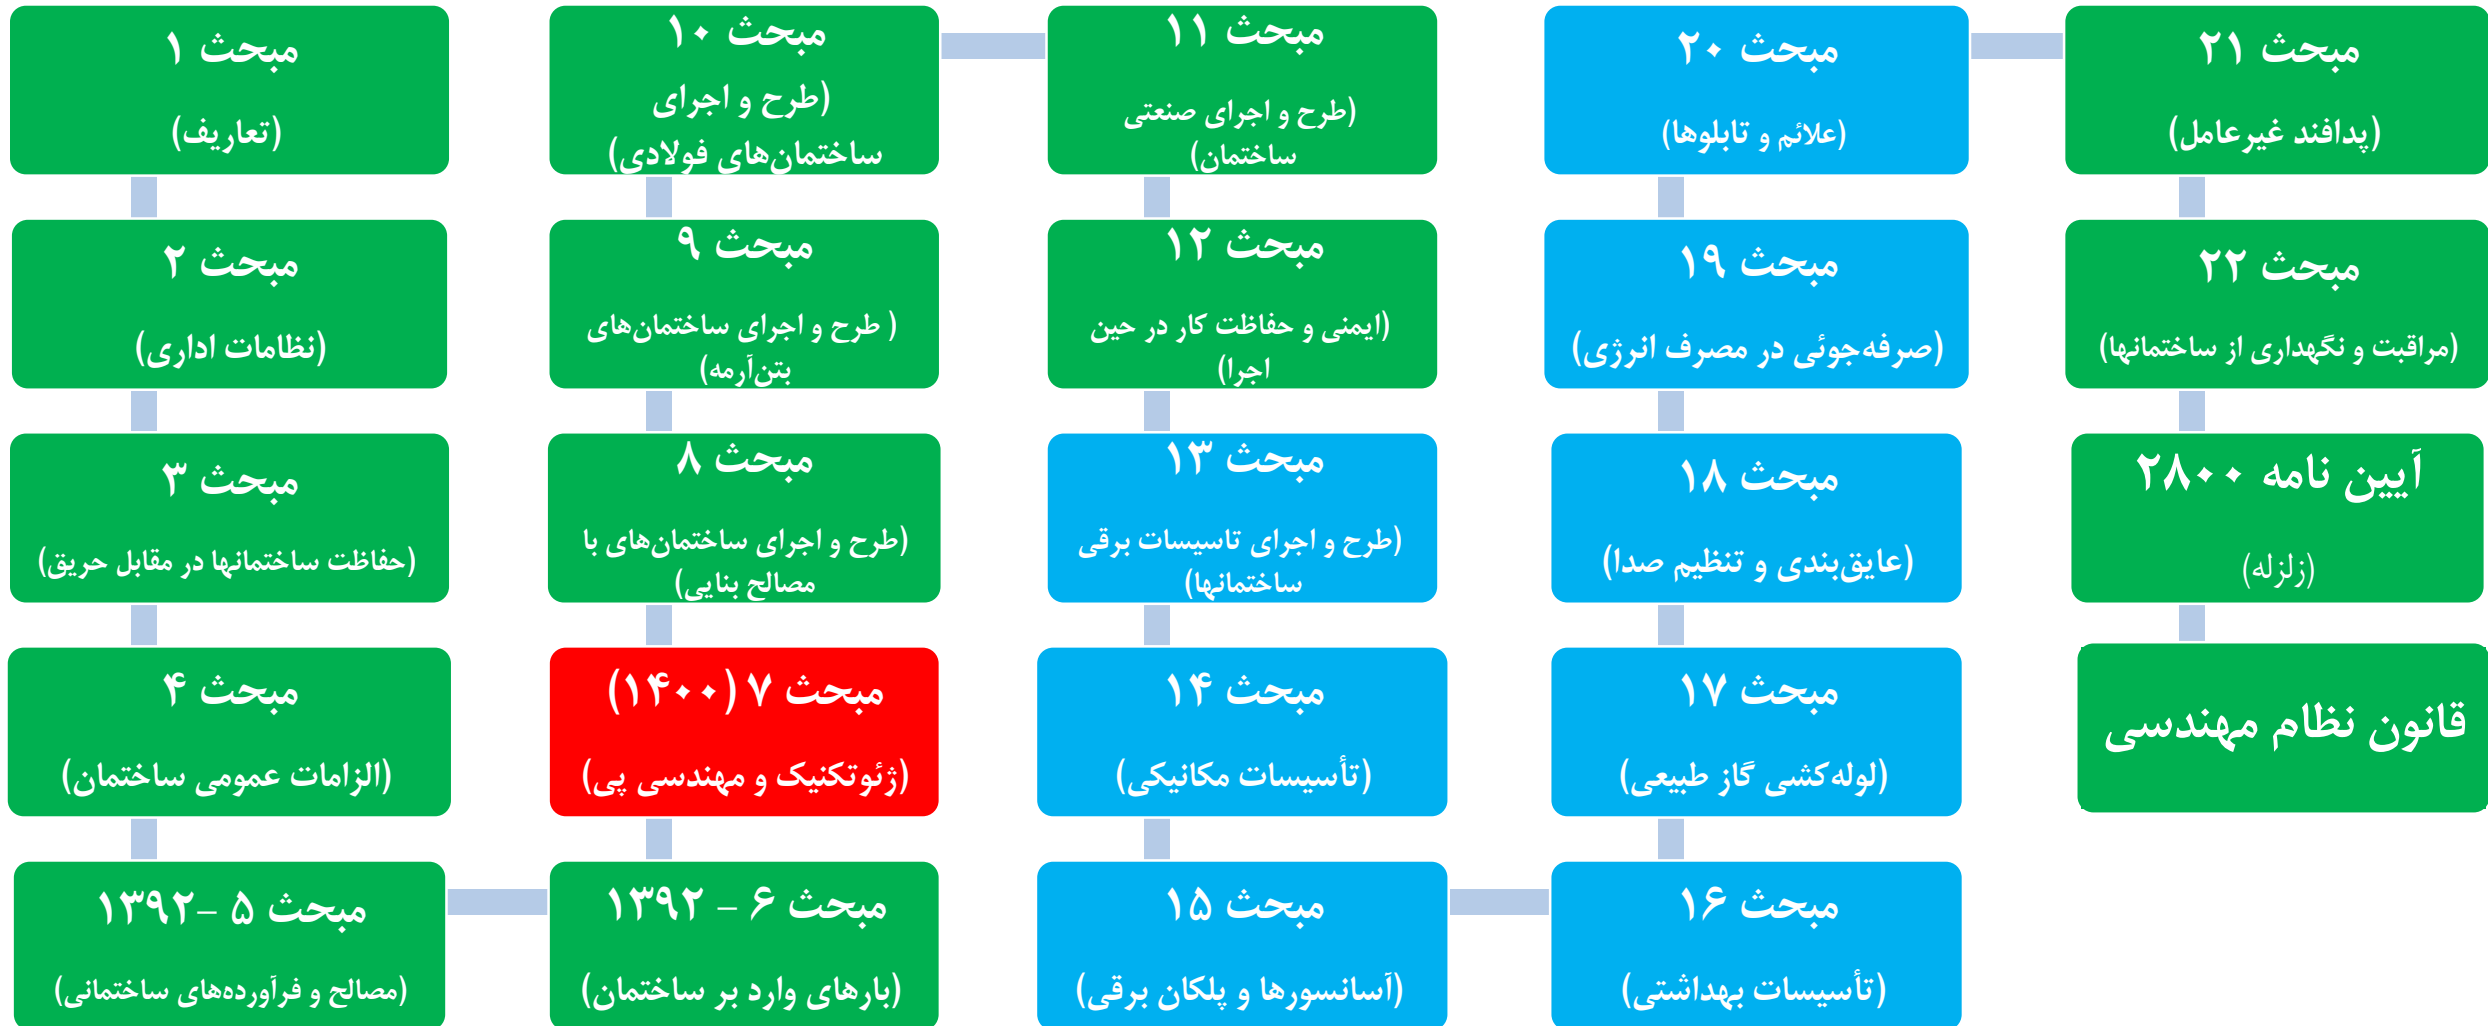 مبحث ۱
(تعاریف)
مبحث ۲
(نظامات اداری)
مبحث ۳
(حفاظت ساختمانها در مقابل حریق)
مبحث ۴
(الزامات عمومی ساختمان)
مبحث ۵ -۱۳۹۲
(مصالح و فرآورده‌های ساختمانی)
مبحث ۶ - ۱۳۹۲
(بارهای وارد بر ساختمان)
مبحث ۷ (۱۴۰۰)
(ژئوتکنیک و مهندسی پی)
مبحث ۸
(طرح و اجرای ساختمان‌های با
مصالح بنایی)
مبحث ۹
( طرح و اجرای ساختمان‌های
بتن‌آرمه)
مبحث ۱۰
(طرح و اجرای
ساختمان‌های فولادی)
مبحث ۱۱
(طرح و اجرای صنعتی
ساختمان)
مبحث ۱۲
(ایمنی و حفاظت کار در حین
اجرا)
مبحث ۱۳
(طرح و اجرای تاسیسات برقی
ساختمانها)
مبحث ۱۴
(تأسیسات مکانیکی)
مبحث ۱۵
(آسانسورها و پلکان برقی)
مبحث ۱۶
(تأسیسات بهداشتی)
مبحث ۱۷
(لوله‌کشی گاز طبیعی)
مبحث ۱۸
(عایق‌بندی و تنظیم صدا)
مبحث ۱۹
(صرفه‌جوئی در مصرف انرژی)
مبحث ۲۰
(علائم و تابلوها)
مبحث ۲۱
(پدافند غیرعامل)
مبحث ۲۲
(مراقبت و نگهداری از ساختمانها)
آیین نامه ۲۸۰۰
(زلزله)
قانون نظام مهندسی